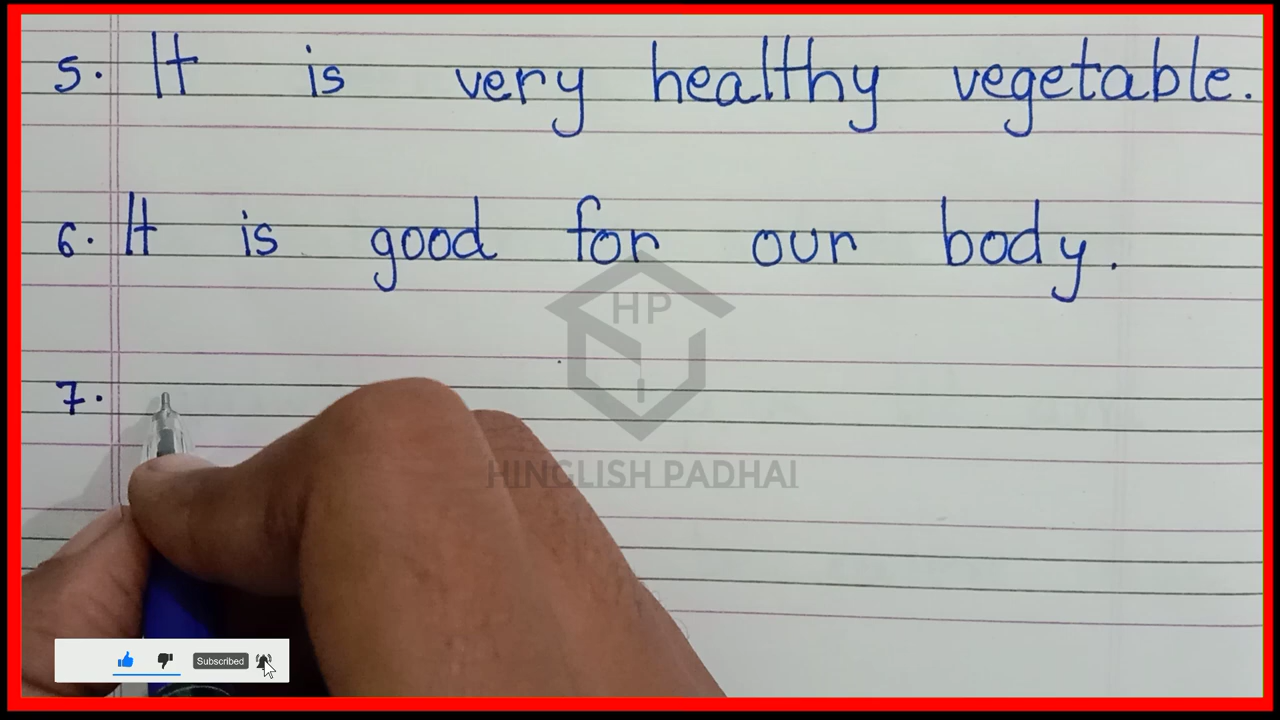 5. It is very healthy vegetable.
6. It is good for our body.
HP
7.
HINGLISH PADHAI
Subscribed